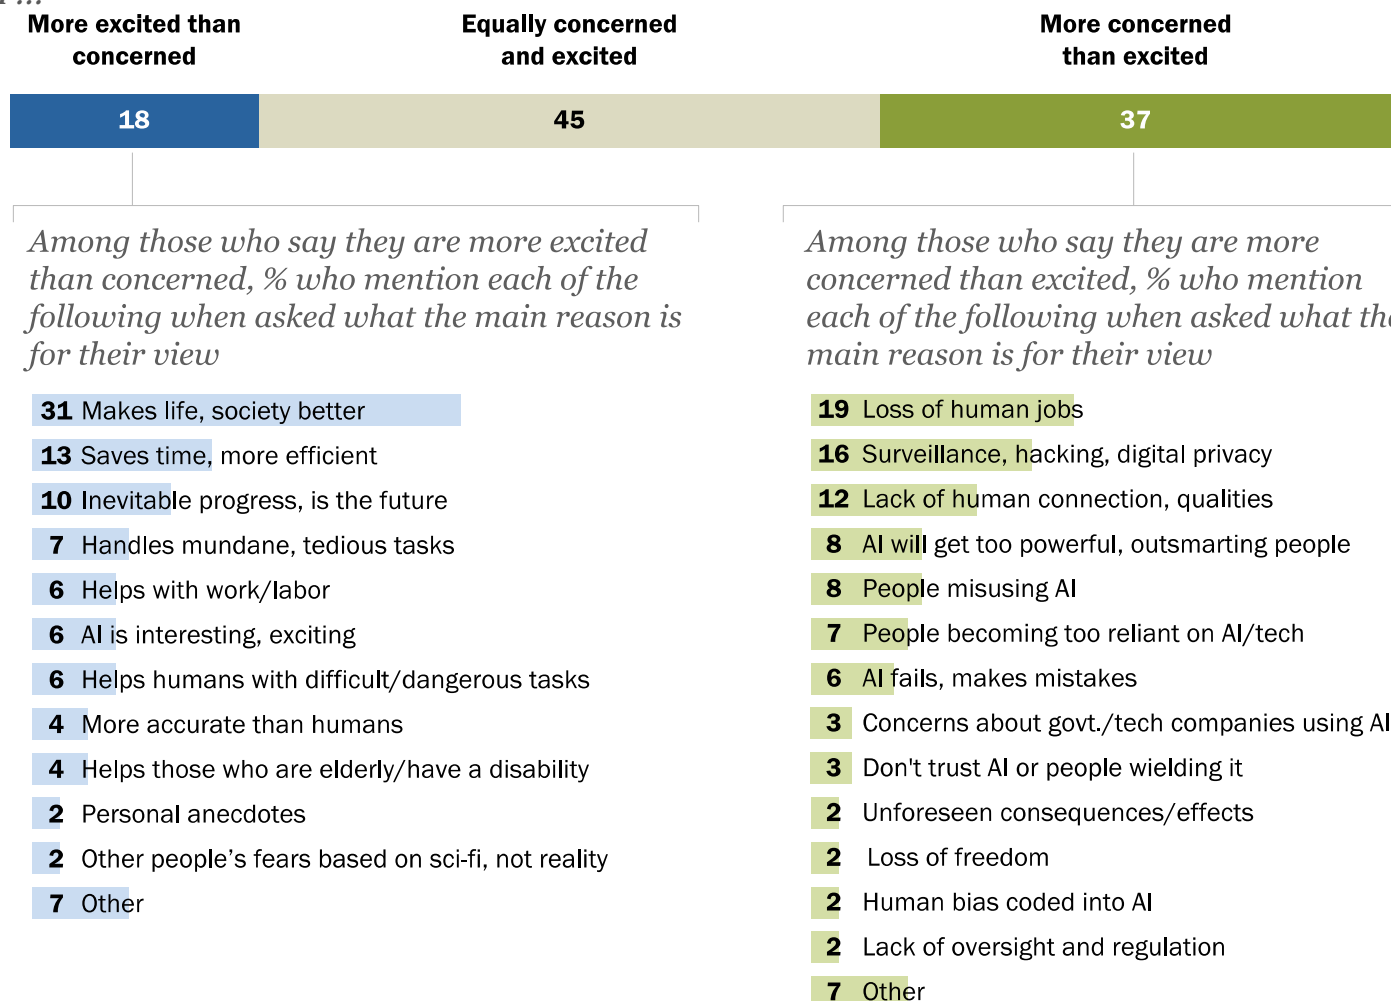 More excited than
concerned
Equally concerned
and excited
More concerned
than excited
18
45
37
Among those who say they are more excited
than concerned, % who mention each of the
following when asked what the main reason is
for their view
31 Makes life, society better
13 Saves time, more efficient
10 Inevitable progress, is the future
7 Handles mundane, tedious tasks
6 Helps with work/labor
6 AI is interesting, exciting
6 Helps humans with difficult/dangerous tasks
4 More accurate than humans
4 Helps those who are elderly/have a disability
2 Personal anecdotes
2 Other people’s fears based on sci-fi, not reality
7 Other
Among those who say they are more
concerned than excited, % who mention
each of the following when asked what the
main reason is for their view
19 Loss of human jobs
16 Surveillance, hacking, digital privacy
12 Lack of human connection, qualities
8 AI will get too powerful, outsmarting people
8 People misusing AI
7 People becoming too reliant on AI/tech
6 AI fails, makes mistakes
3 Concerns about govt./tech companies using AI
3 Don't trust AI or people wielding it
2 Unforeseen consequences/effects
2 Loss of freedom
2 Human bias coded into AI
2 Lack of oversight and regulation
7 Other